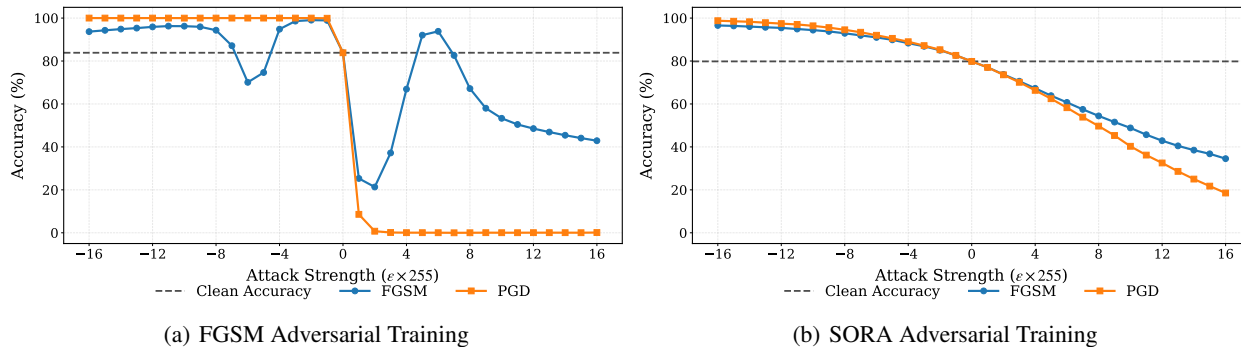 100
80
60
40
20
0
Accuracy (%)
−16 −12 −8 −4 0 4 8 12 16
Attack Strength (ε×255)
Clean Accuracy FGSM PGD
(a) FGSM Adversarial Training
100
80
60
40
20
0
Accuracy (%)
−16 −12 −8 −4 0 4 8 12 16
Attack Strength (ε×255)
Clean Accuracy FGSM PGD
(b) SORA Adversarial Training